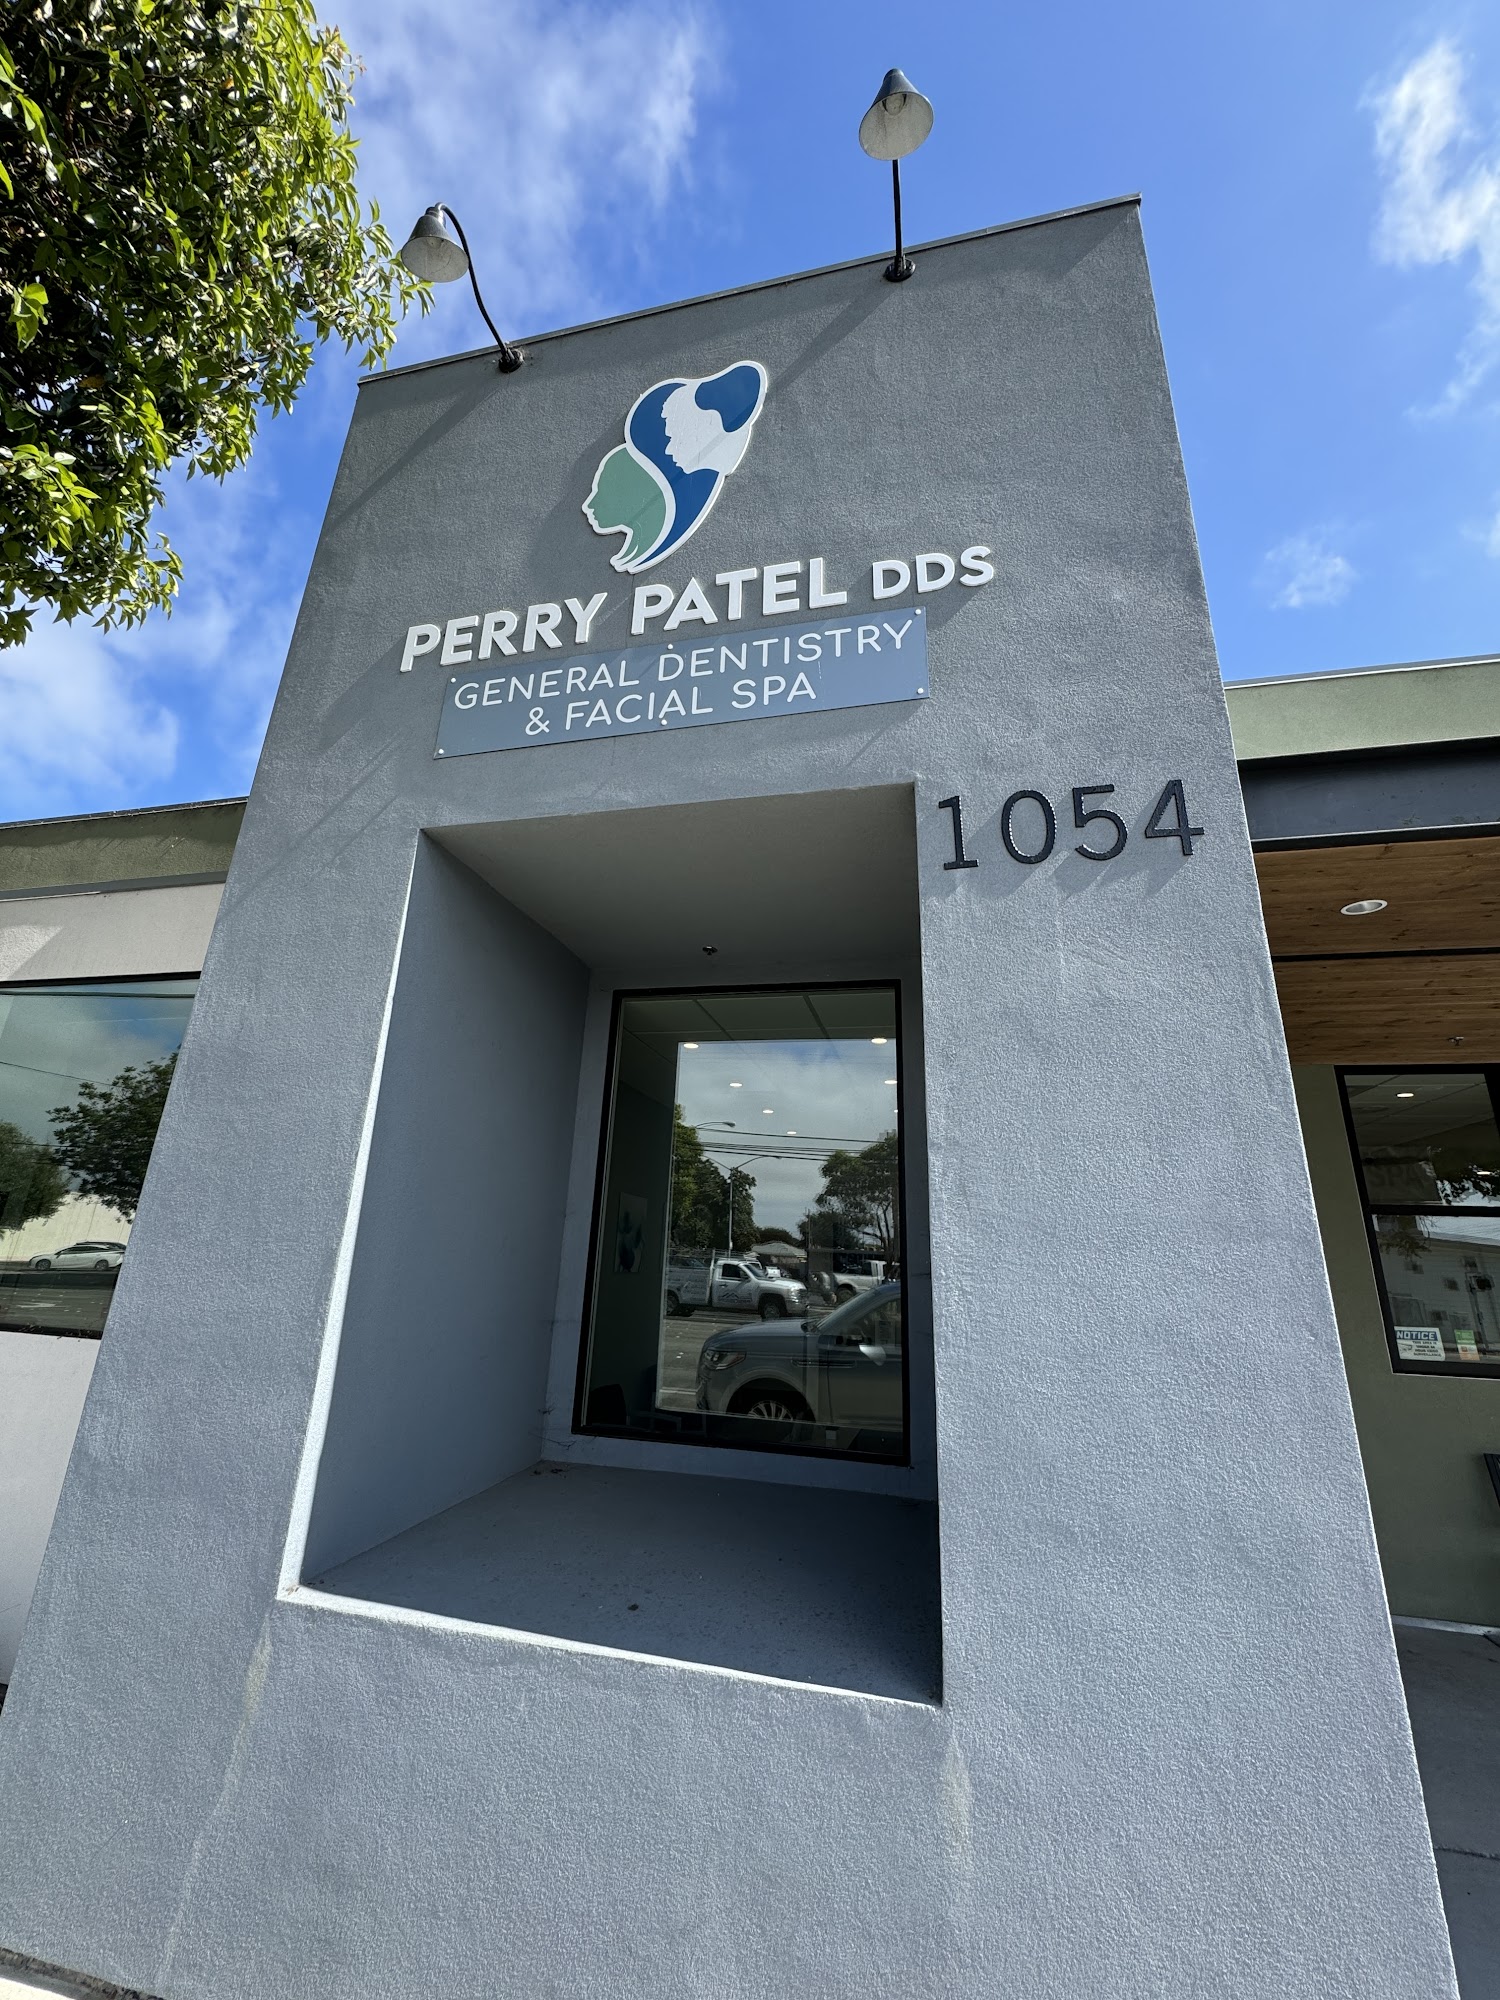 PERRY PATEL DDS
GENERAL DENTISTRY
& FACIAL SPA
1054
NOTICE